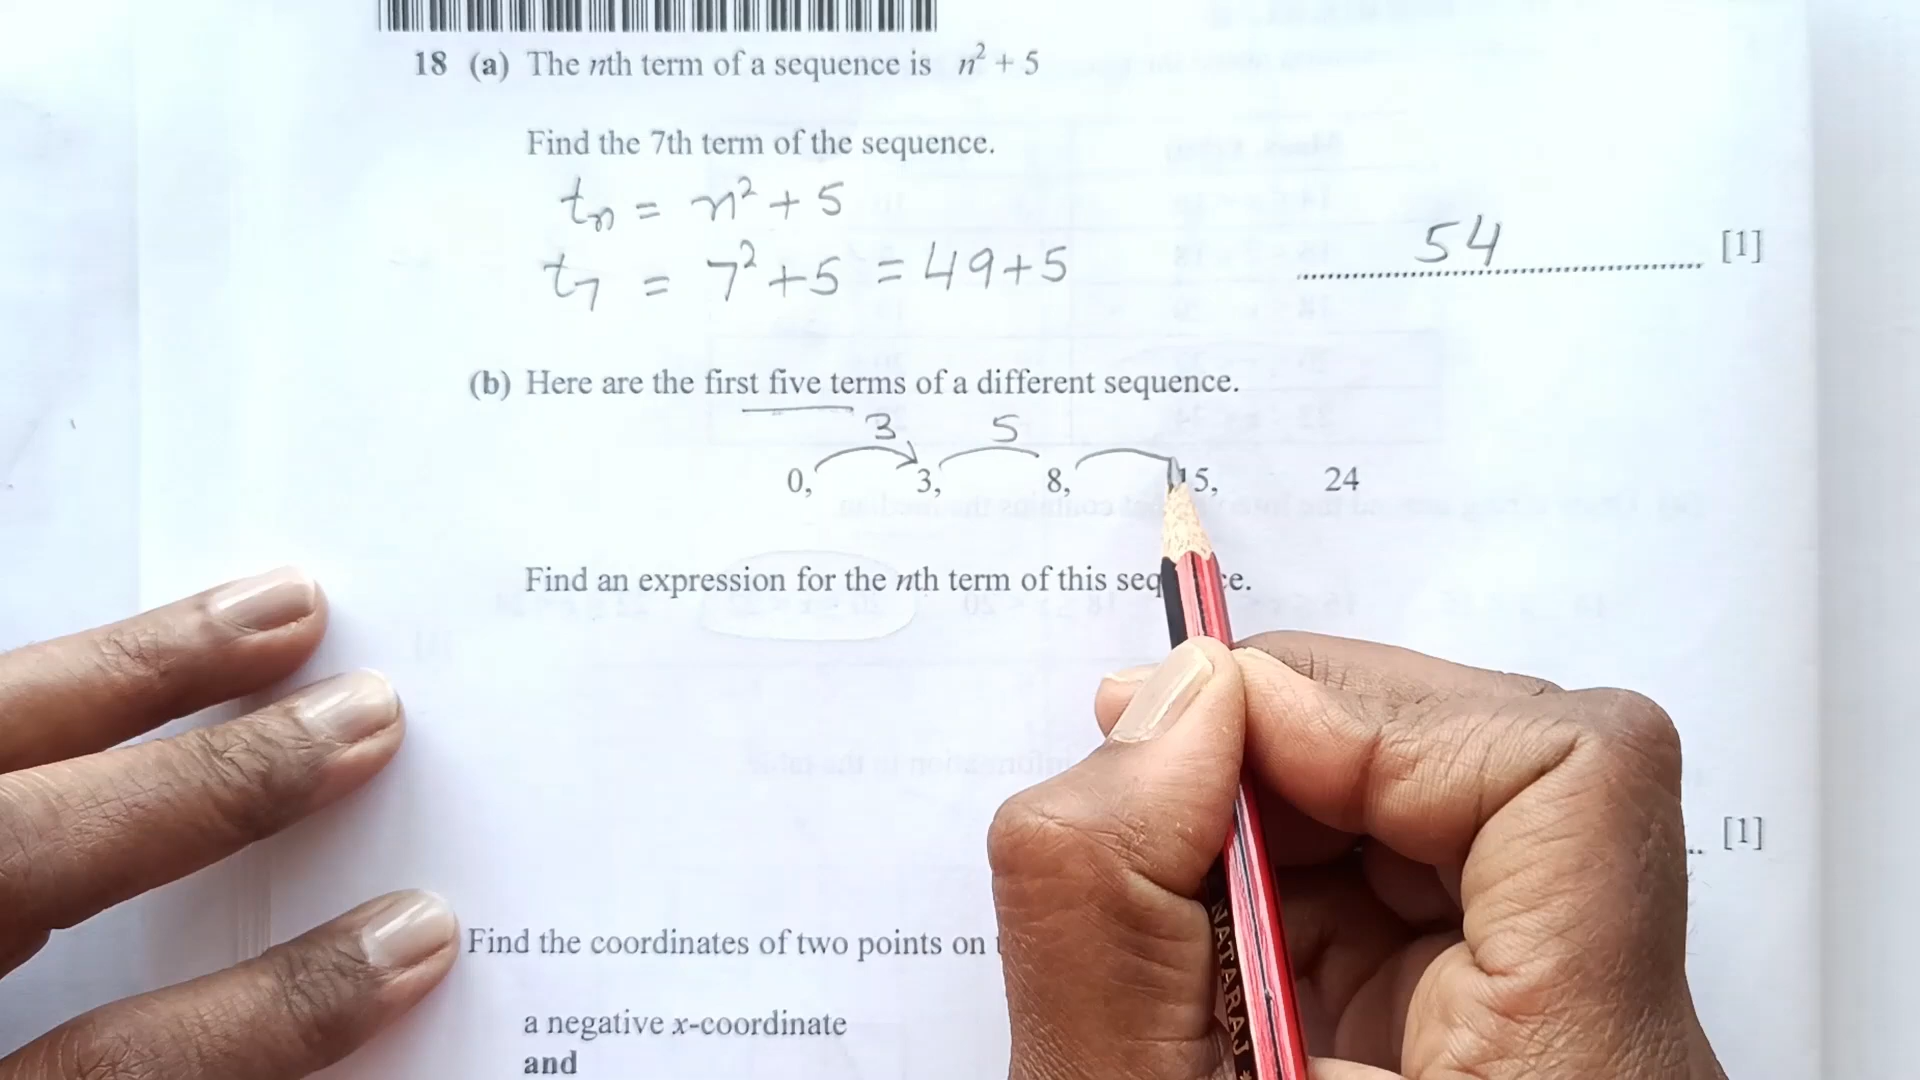 18 (a) The nth term of a sequence is n² + 5
Find the 7th term of the sequence.
tn = n² + 5
t7 = 7² + 5 = 49 + 5
54 [1]
(b) Here are the first five terms of a different sequence.
3 5
0, 3, 8, 15, 24
Find an expression for the nth term of this
[1]
Find the coordinates of two points on
a negative x-coordinate
and
NATARAJ